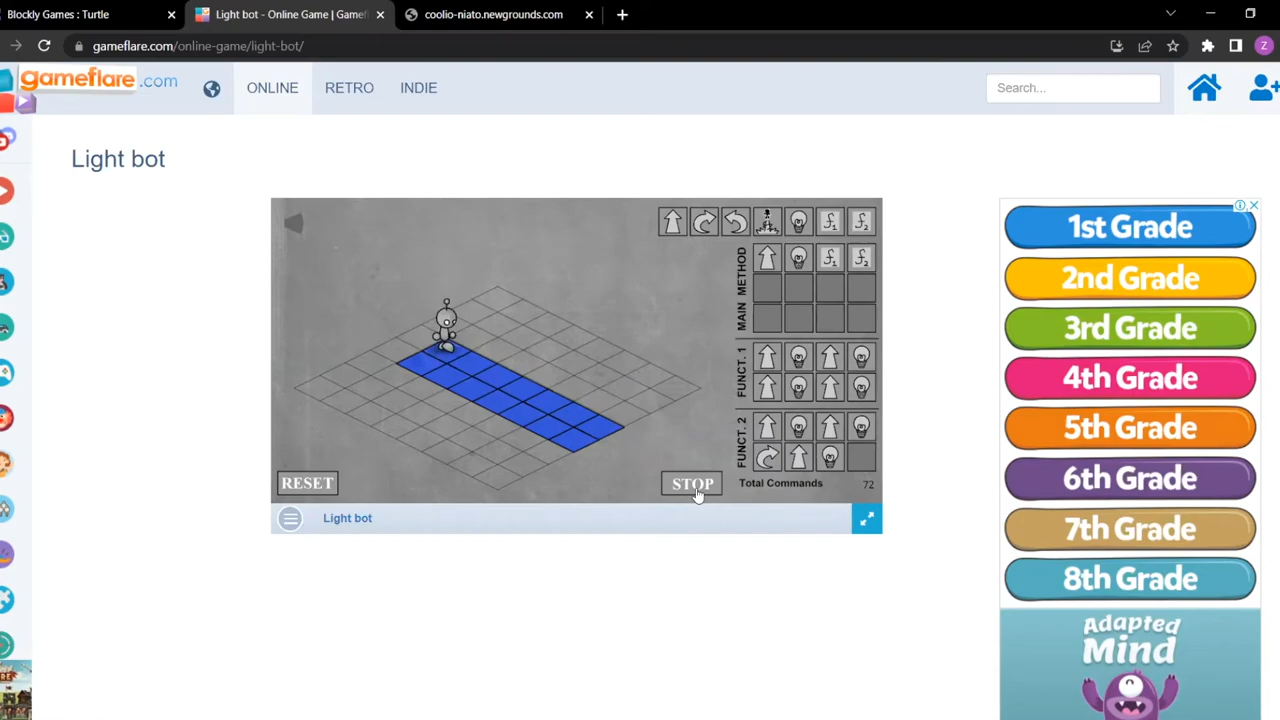 Blockly Games : Turtle
Light bot - Online Game | Gamef
coolio-niato.newgrounds.com
gameflare.com/online-game/light-bot/
Z
gameflare.com
ONLINE
RETRO
INDIE
Search...
Light bot
MAIN METHOD
FUNCT. 1
FUNCT. 2
RESET
STOP
Total Commands
72
Light bot
1st Grade
2nd Grade
3rd Grade
4th Grade
5th Grade
6th Grade
7th Grade
8th Grade
Adapted
Mind